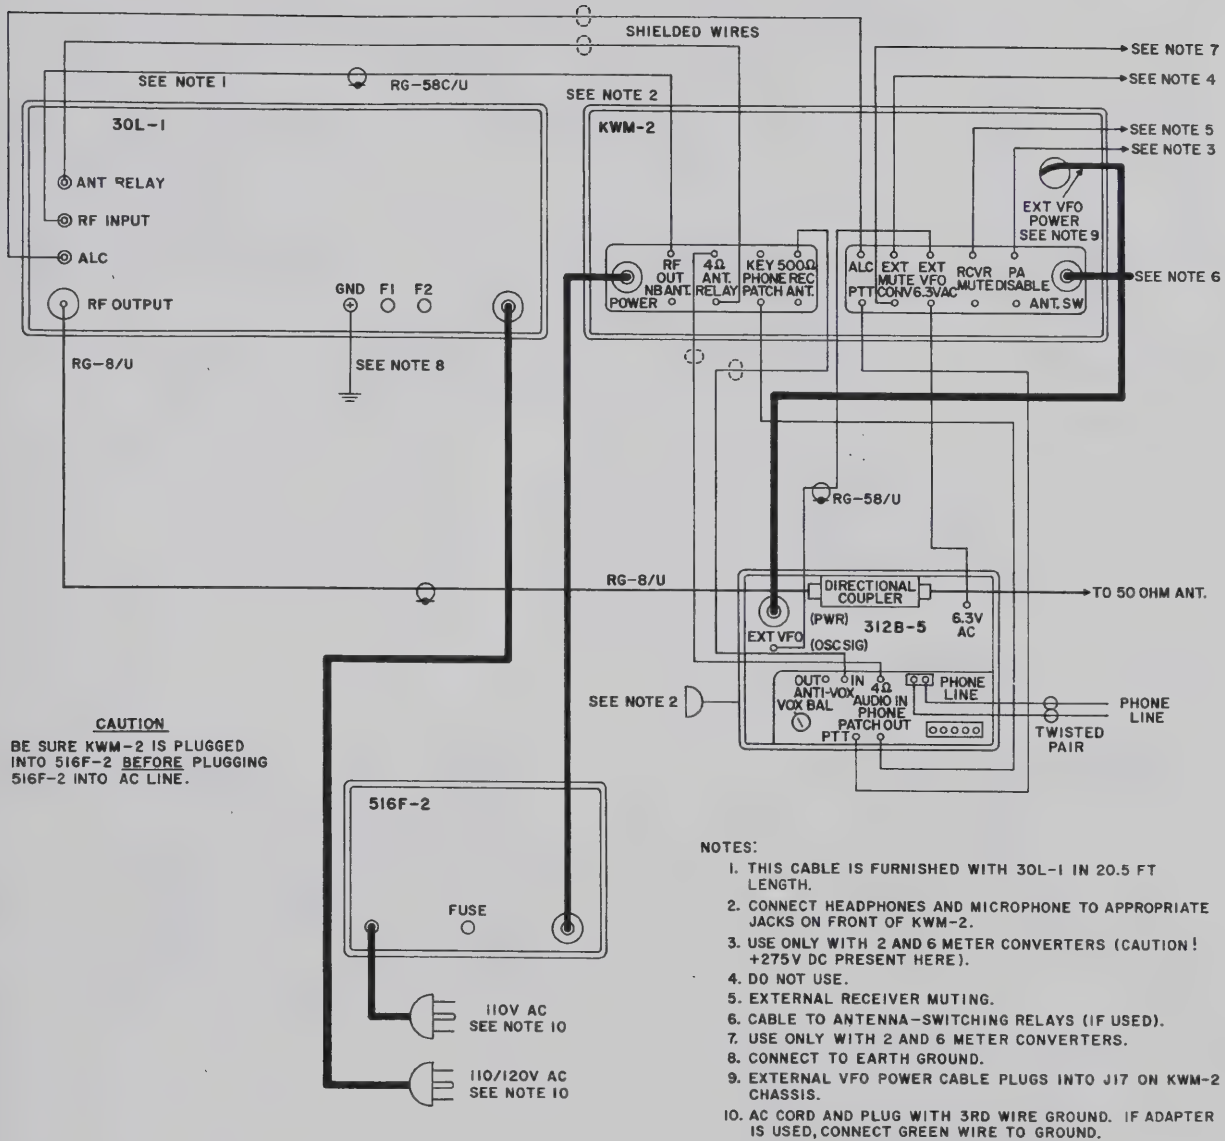 SHIELDED WIRES
SEE NOTE 7
SEE NOTE 1
RG-58C/U
SEE NOTE 4
SEE NOTE 2
30L-1
KWM-2
SEE NOTE 5
SEE NOTE 3
ANT RELAY
RF INPUT
ALC
RF OUTPUT
GND F1 F2
EXT VFO
POWER
SEE NOTE 9
RF
OUT
NB ANT.
POWER
4Ω
ANT.
RELAY
KEY
PHONE
PATCH
500Ω
REC
ANT.
ALC
PTT
EXT
MUTE
CONV
EXT
VFO
6.3VAC
RCVR
MUTE
PA
DISABLE
ANT. SW
SEE NOTE 6
RG-8/U
SEE NOTE 8
RG-58/U
RG-8/U
DIRECTIONAL
COUPLER
TO 50 OHM ANT.
(PWR)
312B-5
6.3V
AC
EXT VFO
(OSC SIG)
OUT IN
ANTI-VOX
VOX BAL
4Ω
AUDIO IN
PHONE
PATCH OUT
PTT
PHONE
LINE
SEE NOTE 2
PHONE
LINE
TWISTED
PAIR
CAUTION
BE SURE KWM-2 IS PLUGGED
INTO 516F-2 BEFORE PLUGGING
516F-2 INTO AC LINE.
516F-2
FUSE
110V AC
SEE NOTE 10
110/120V AC
SEE NOTE 10
NOTES:
1. THIS CABLE IS FURNISHED WITH 30L-1 IN 20.5 FT
LENGTH.
2. CONNECT HEADPHONES AND MICROPHONE TO APPROPRIATE
JACKS ON FRONT OF KWM-2.
3. USE ONLY WITH 2 AND 6 METER CONVERTERS (CAUTION!
+275V DC PRESENT HERE).
4. DO NOT USE.
5. EXTERNAL RECEIVER MUTING.
6. CABLE TO ANTENNA-SWITCHING RELAYS (IF USED).
7. USE ONLY WITH 2 AND 6 METER CONVERTERS.
8. CONNECT TO EARTH GROUND.
9. EXTERNAL VFO POWER CABLE PLUGS INTO J17 ON KWM-2
CHASSIS.
10. AC CORD AND PLUG WITH 3RD WIRE GROUND. IF ADAPTER
IS USED, CONNECT GREEN WIRE TO GROUND.